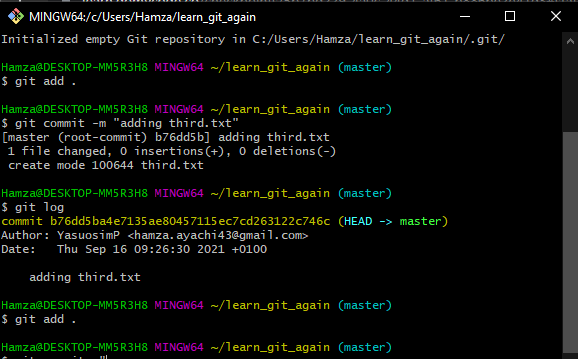 MINGW64:/c/Users/Hamza/learn_git_again
Initialized empty Git repository in C:/Users/Hamza/learn_git_again/.git/
Hamza@DESKTOP-MM5R3H8 MINGW64 ~/learn_git_again (master)
$ git add .
Hamza@DESKTOP-MM5R3H8 MINGW64 ~/learn_git_again (master)
$ git commit -m "adding third.txt"
[master (root-commit) b76dd5b] adding third.txt
 1 file changed, 0 insertions(+), 0 deletions(-)
 create mode 100644 third.txt
Hamza@DESKTOP-MM5R3H8 MINGW64 ~/learn_git_again (master)
$ git log
commit b76dd5ba4e7135ae80457115ec7cd263122c746c (HEAD -> master)
Author: YasuosimP <hamza.ayachi43@gmail.com>
Date:   Thu Sep 16 09:26:30 2021 +0100
    adding third.txt
Hamza@DESKTOP-MM5R3H8 MINGW64 ~/learn_git_again (master)
$ git add .
Hamza@DESKTOP-MM5R3H8 MINGW64 ~/learn_git_again (master)